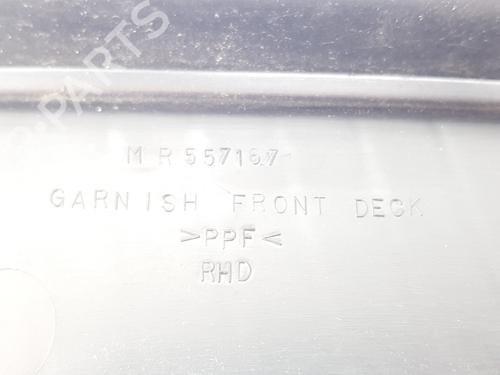 B-PARTS
MR557167
GARNISH FRONT DECK
>PPF<
RHD